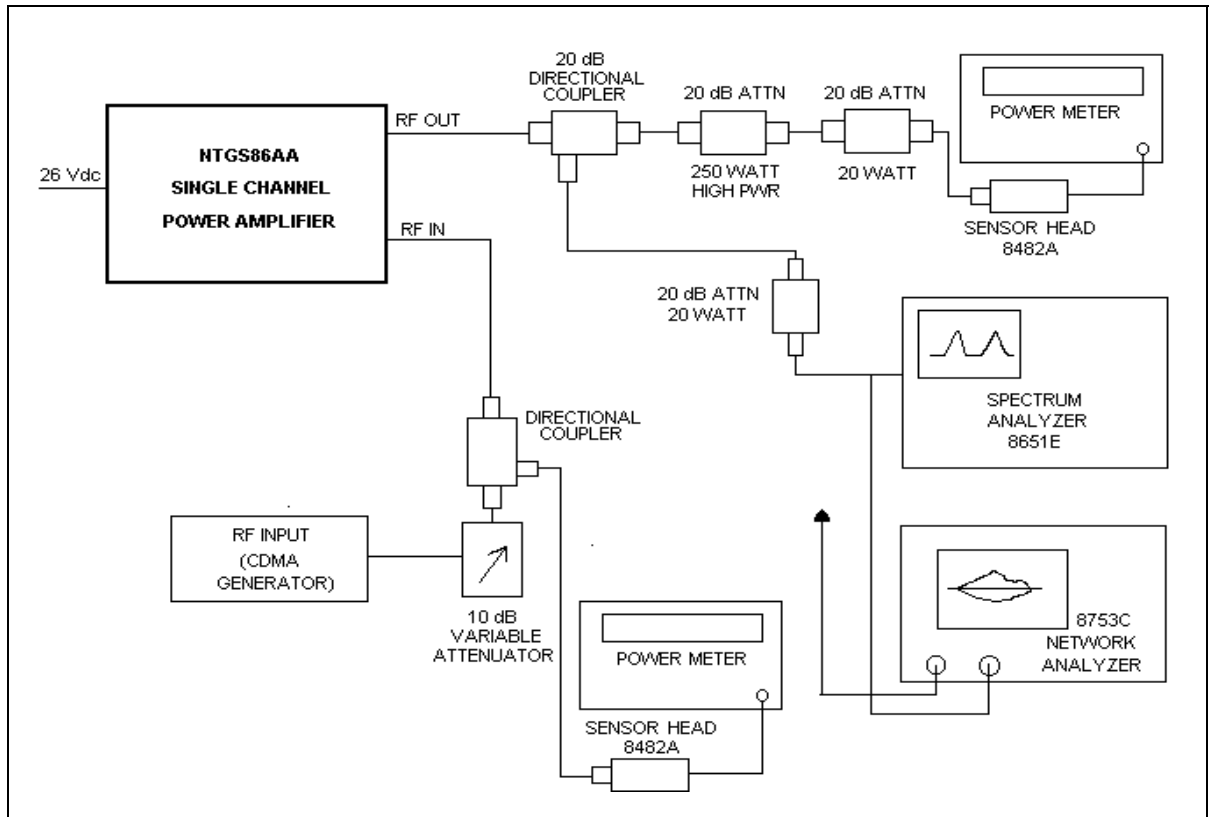 20 dB
DIRECTIONAL
COUPLER
20 dB ATTN
20 dB ATTN
POWER METER
RF OUT
NTGS86AA
SINGLE CHANNEL
POWER AMPLIFIER
26 Vdc
250 WATT
HIGH PWR
20 WATT
RF IN
SENSOR HEAD
8482A
20 dB ATTN
20 WATT
SPECTRUM
ANALYZER
8651E
DIRECTIONAL
COUPLER
RF INPUT
(CDMA
GENERATOR)
10 dB
VARIABLE
ATTENUATOR
POWER METER
8753C
NETWORK
ANALYZER
SENSOR HEAD
8482A